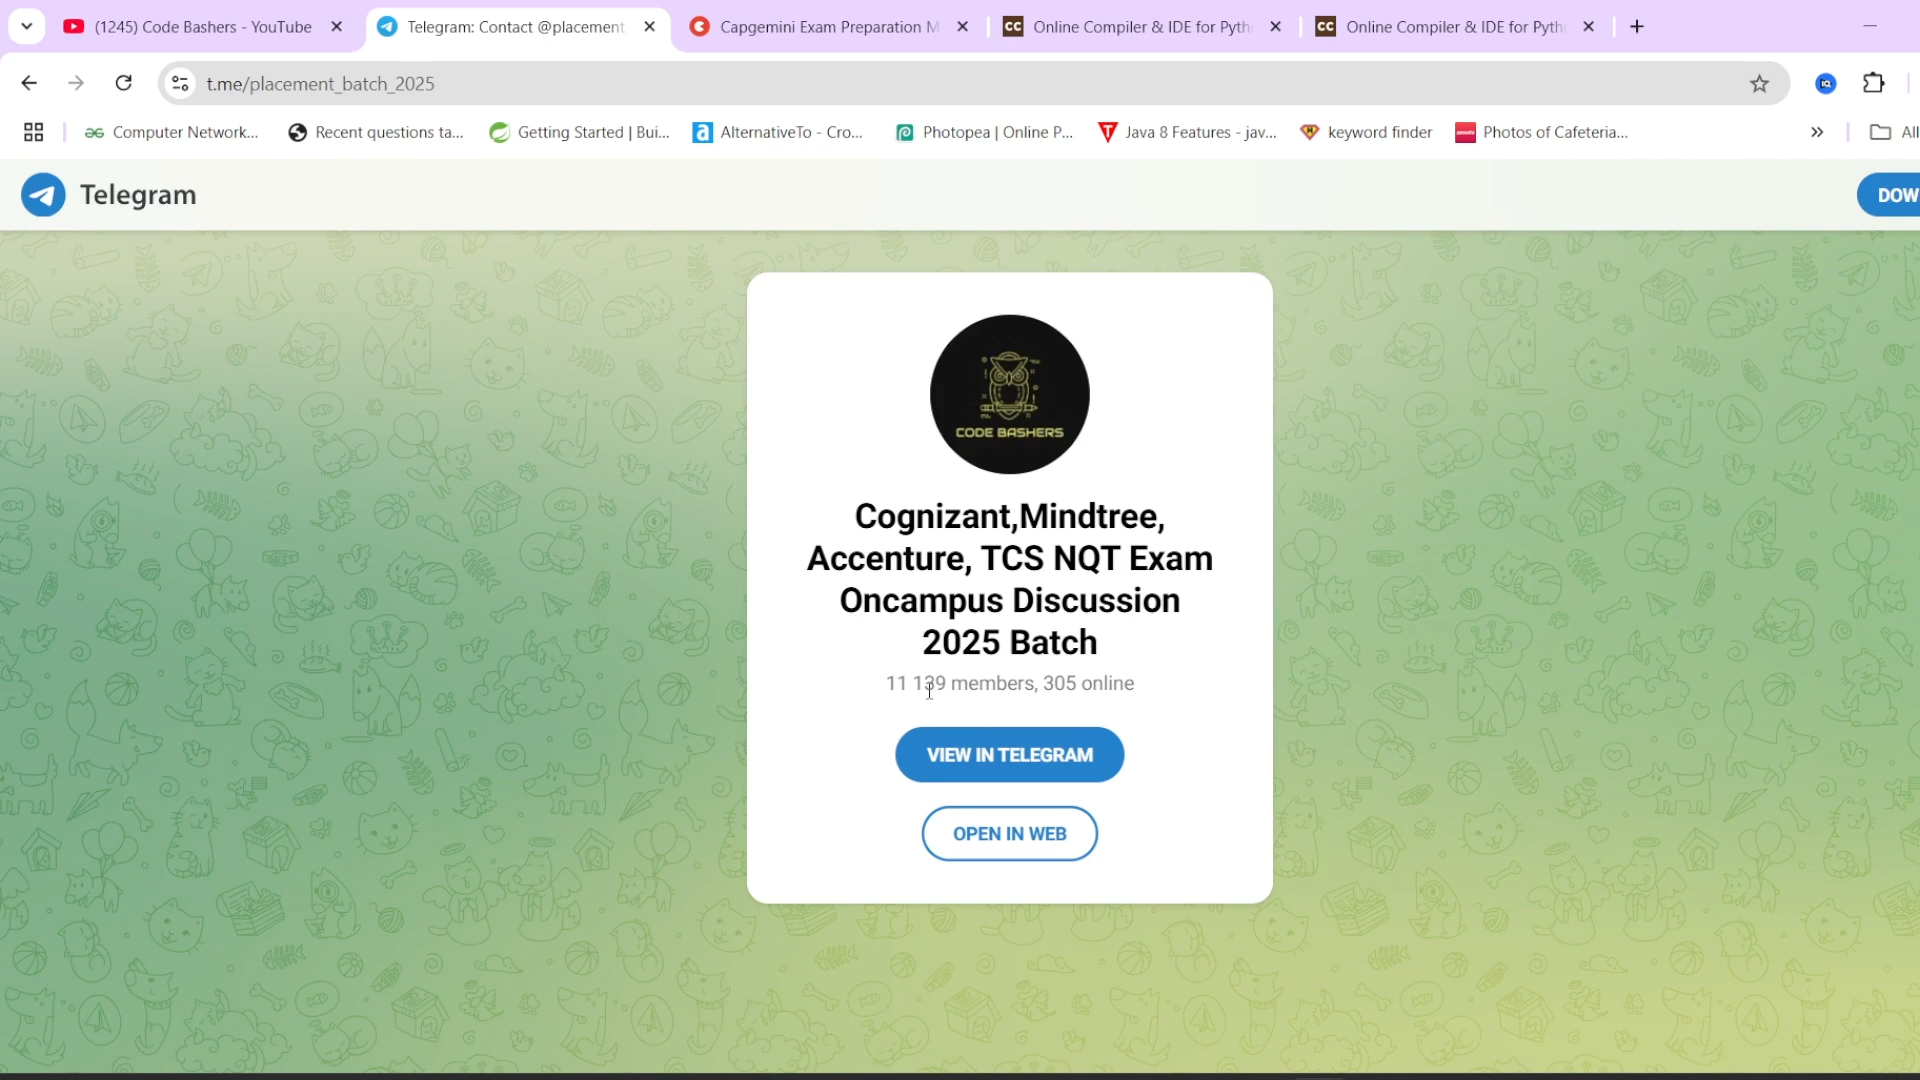 (1245) Code Bashers - YouTube
Telegram: Contact @placement
Capgemini Exam Preparation M
Online Compiler & IDE for Pyth
Online Compiler & IDE for Pyth
t.me/placement_batch_2025
Computer Network...
Recent questions ta...
Getting Started | Bui...
AlternativeTo - Cro...
Photopea | Online P...
Java 8 Features - jav...
keyword finder
Photos of Cafeteria...
All
Telegram
DOW
CODE BASHERS
Cognizant,Mindtree,
Accenture, TCS NQT Exam
Oncampus Discussion
2025 Batch
11 139 members, 305 online
VIEW IN TELEGRAM
OPEN IN WEB